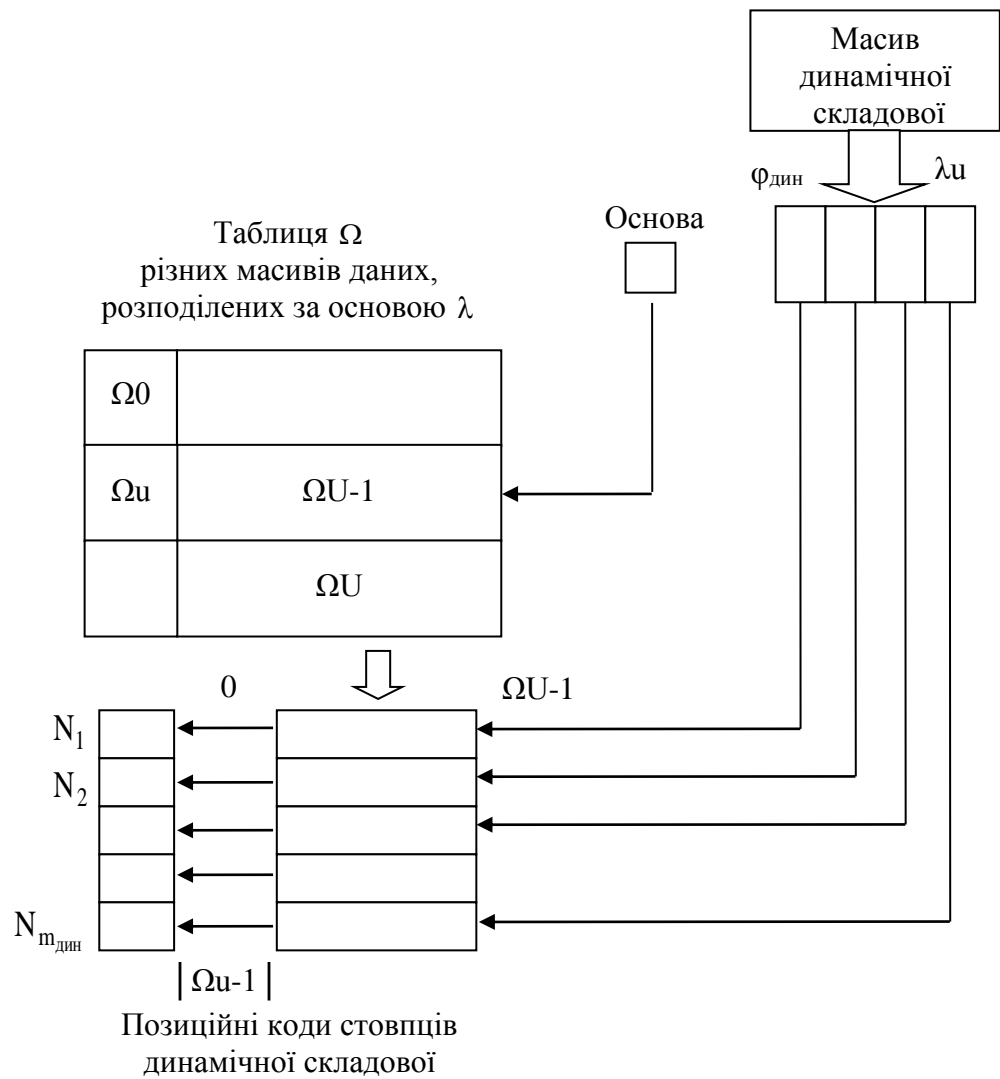 Масив
динамічної
складової
φдин
λu
Основа
Таблиця Ω
різних масивів даних,
розподілених за основою λ
Ω0
Ωu
ΩU-1
ΩU
0
ΩU-1
N1
N2
Nmдин
|Ωu-1|
Позиційні коди стовпців
динамічної складової